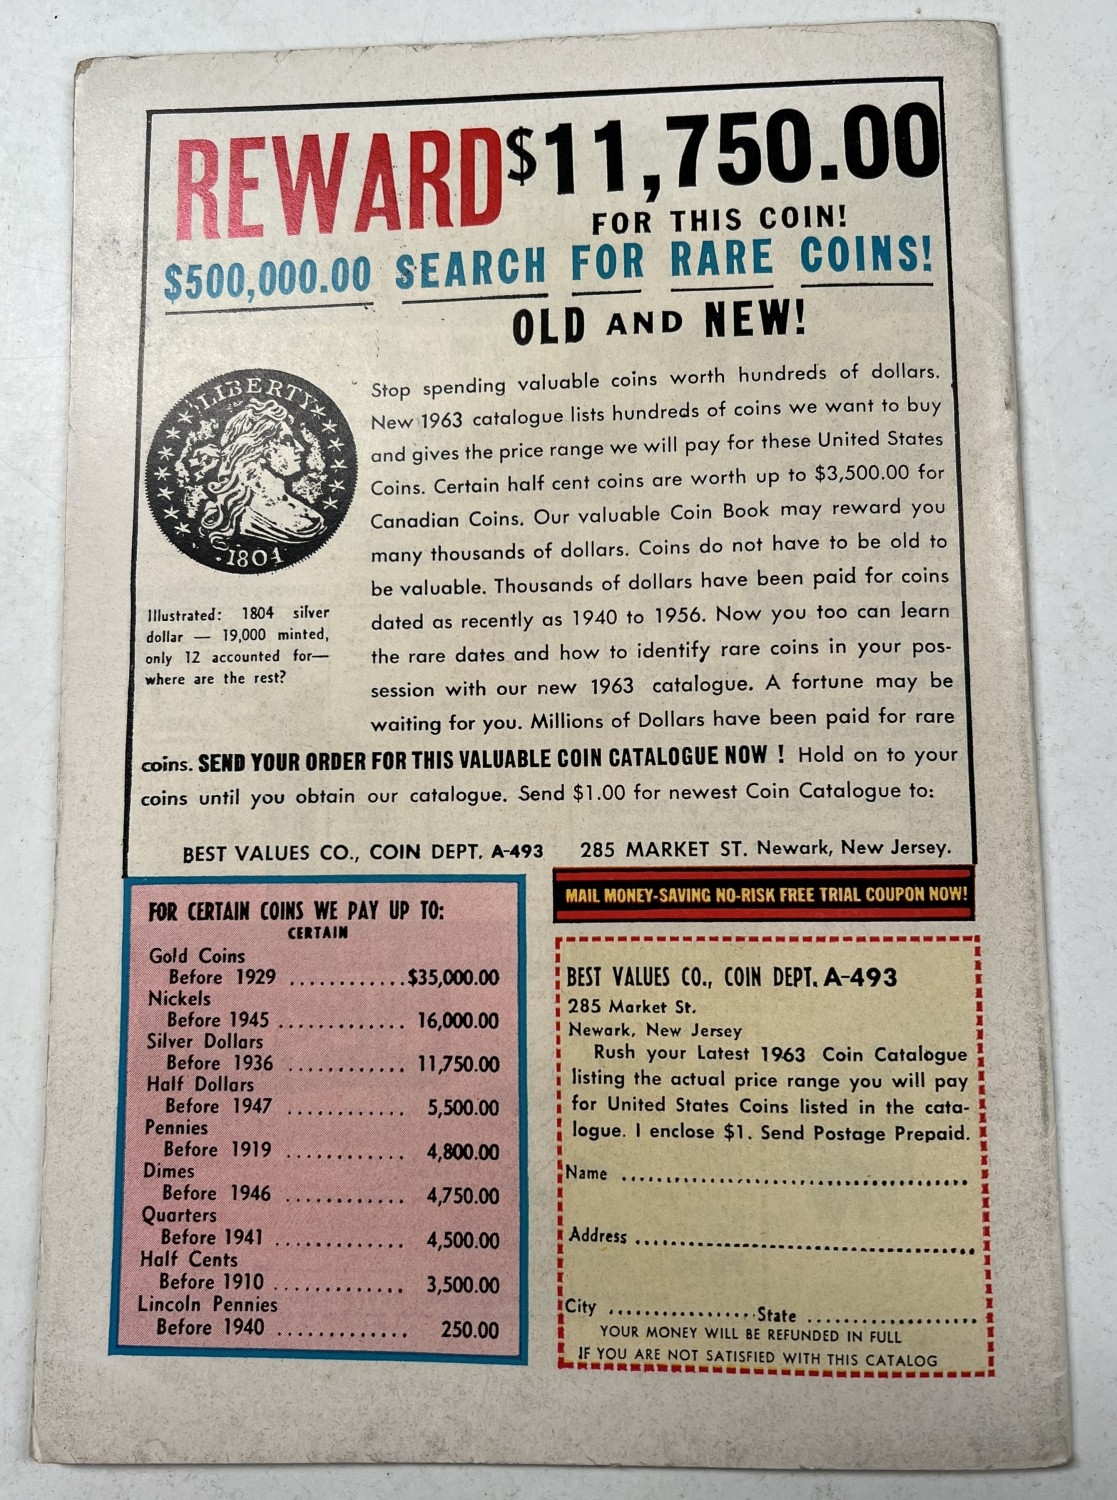 REWARD $11,750.00
FOR THIS COIN!
$500,000.00 SEARCH FOR RARE COINS!
OLD AND NEW!
LIBERTY
1804
Illustrated: 1804 silver
dollar — 19,000 minted,
only 12 accounted for—
where are the rest?
Stop spending valuable coins worth hundreds of dollars.
New 1963 catalogue lists hundreds of coins we want to buy
and gives the price range we will pay for these United States
Coins. Certain half cent coins are worth up to $3,500.00 for
Canadian Coins. Our valuable Coin Book may reward you
many thousands of dollars. Coins do not have to be old to
be valuable. Thousands of dollars have been paid for coins
dated as recently as 1940 to 1956. Now you too can learn
the rare dates and how to identify rare coins in your pos-
session with our new 1963 catalogue. A fortune may be
waiting for you. Millions of Dollars have been paid for rare
coins. SEND YOUR ORDER FOR THIS VALUABLE COIN CATALOGUE NOW ! Hold on to your
coins until you obtain our catalogue. Send $1.00 for newest Coin Catalogue to:
BEST VALUES CO., COIN DEPT. A-493 285 MARKET ST. Newark, New Jersey.
FOR CERTAIN COINS WE PAY UP TO:
CERTAIN
Gold Coins
Before 1929 ............$35,000.00
Nickels
Before 1945 ............. 16,000.00
Silver Dollars
Before 1936 ............ 11,750.00
Half Dollars
Before 1947 ............ 5,500.00
Pennies
Before 1919 ............ 4,800.00
Dimes
Before 1946 ............ 4,750.00
Quarters
Before 1941 ............. 4,500.00
Half Cents
Before 1910 ............. 3,500.00
Lincoln Pennies
Before 1940 ............. 250.00
MAIL MONEY-SAVING NO-RISK FREE TRIAL COUPON NOW!
BEST VALUES CO., COIN DEPT. A-493
285 Market St.
Newark, New Jersey
Rush your Latest 1963 Coin Catalogue
listing the actual price range you will pay
for United States Coins listed in the cata-
logue. I enclose $1. Send Postage Prepaid.
Name ..........................................
Address ........................................
City ................. State ....................
YOUR MONEY WILL BE REFUNDED IN FULL
IF YOU ARE NOT SATISFIED WITH THIS CATALOG